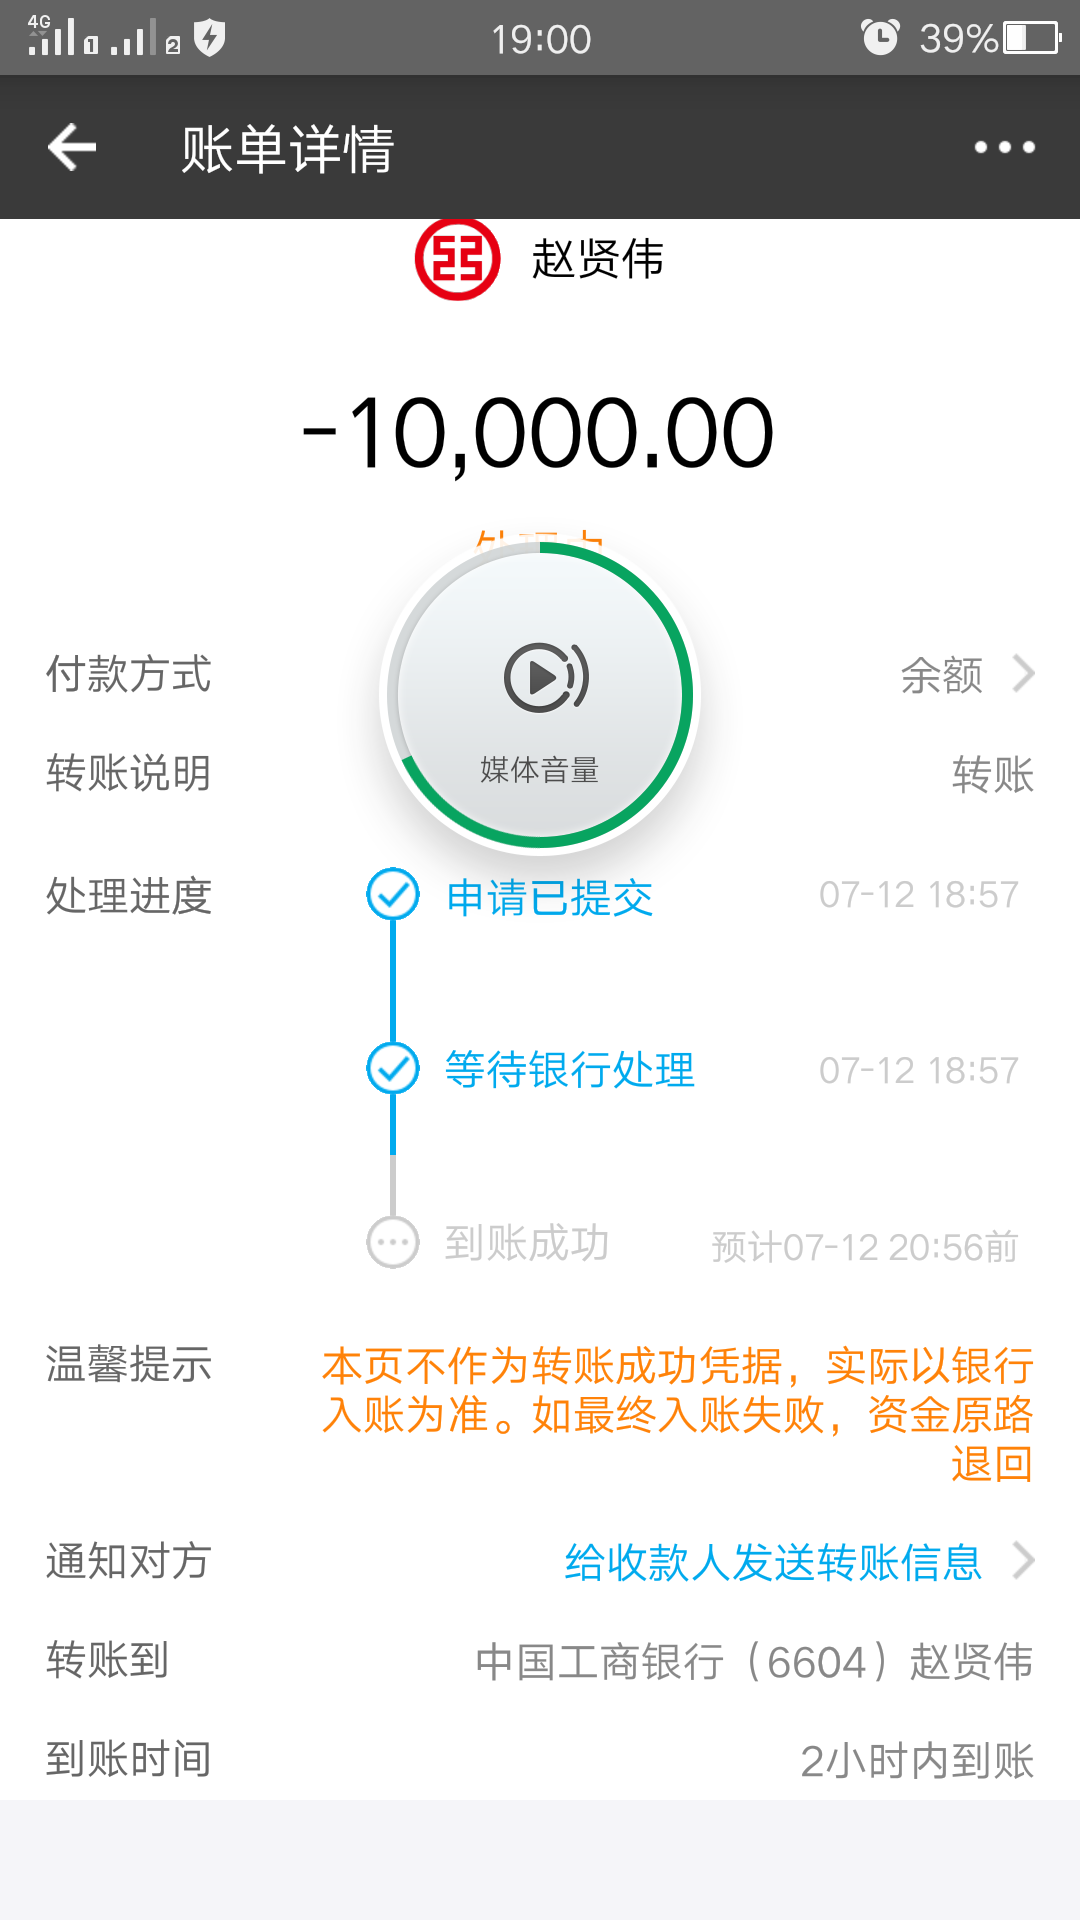 4G 1 2 19:00 39%
账单详情
赵贤伟
-10,000.00
付款方式 余额
媒体音量
转账说明 转账
处理进度 申请已提交 07-12 18:57
等待银行处理 07-12 18:57
到账成功 预计07-12 20:56前
温馨提示 本页不作为转账成功凭据，实际以银行
入账为准。如最终入账失败，资金原路
退回
通知对方 给收款人发送转账信息
转账到 中国工商银行（6604）赵贤伟
到账时间 2小时内到账